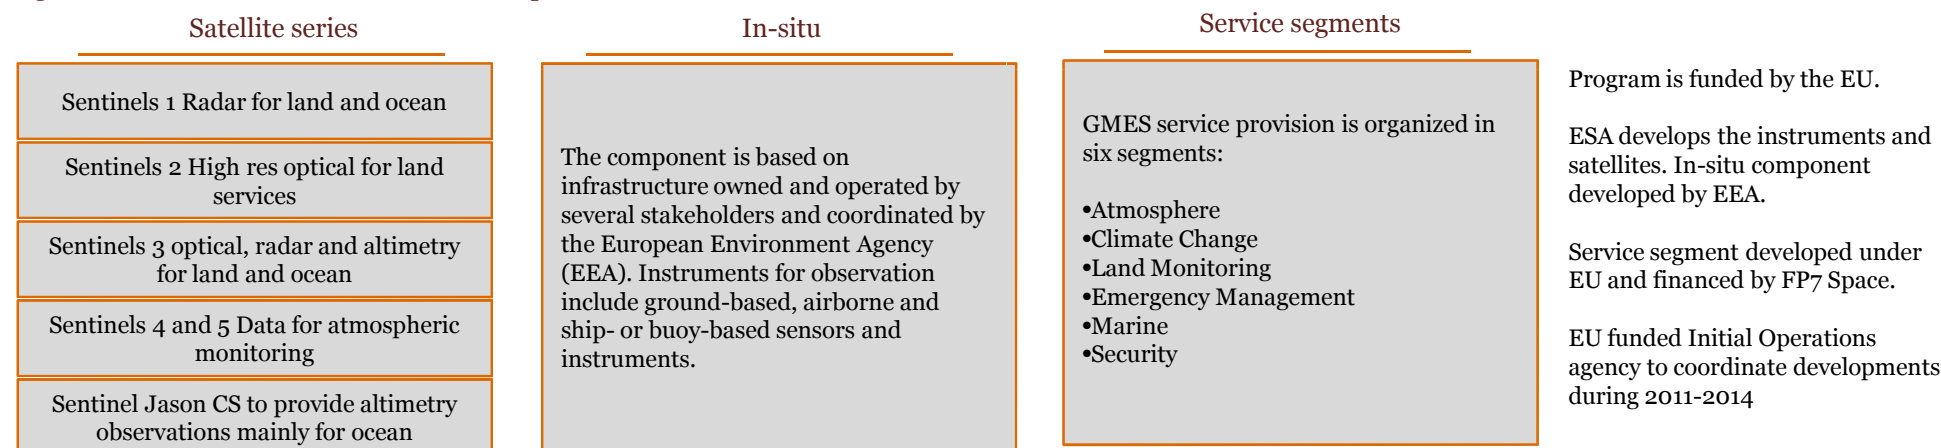 Satellite series
Sentinels 1 Radar for land and ocean
Sentinels 2 High res optical for land
services
Sentinels 3 optical, radar and altimetry
for land and ocean
Sentinels 4 and 5 Data for atmospheric
monitoring
Sentinel Jason CS to provide altimetry
observations mainly for ocean
In-situ
The component is based on
infrastructure owned and operated by
several stakeholders and coordinated by
the European Environment Agency
(EEA). Instruments for observation
include ground-based, airborne and
ship- or buoy-based sensors and
instruments.
Service segments
GMES service provision is organized in
six segments:
•Atmosphere
•Climate Change
•Land Monitoring
•Emergency Management
•Marine
•Security
Program is funded by the EU.
ESA develops the instruments and
satellites. In-situ component
developed by EEA.
Service segment developed under
EU and financed by FP7 Space.
EU funded Initial Operations
agency to coordinate developments
during 2011-2014